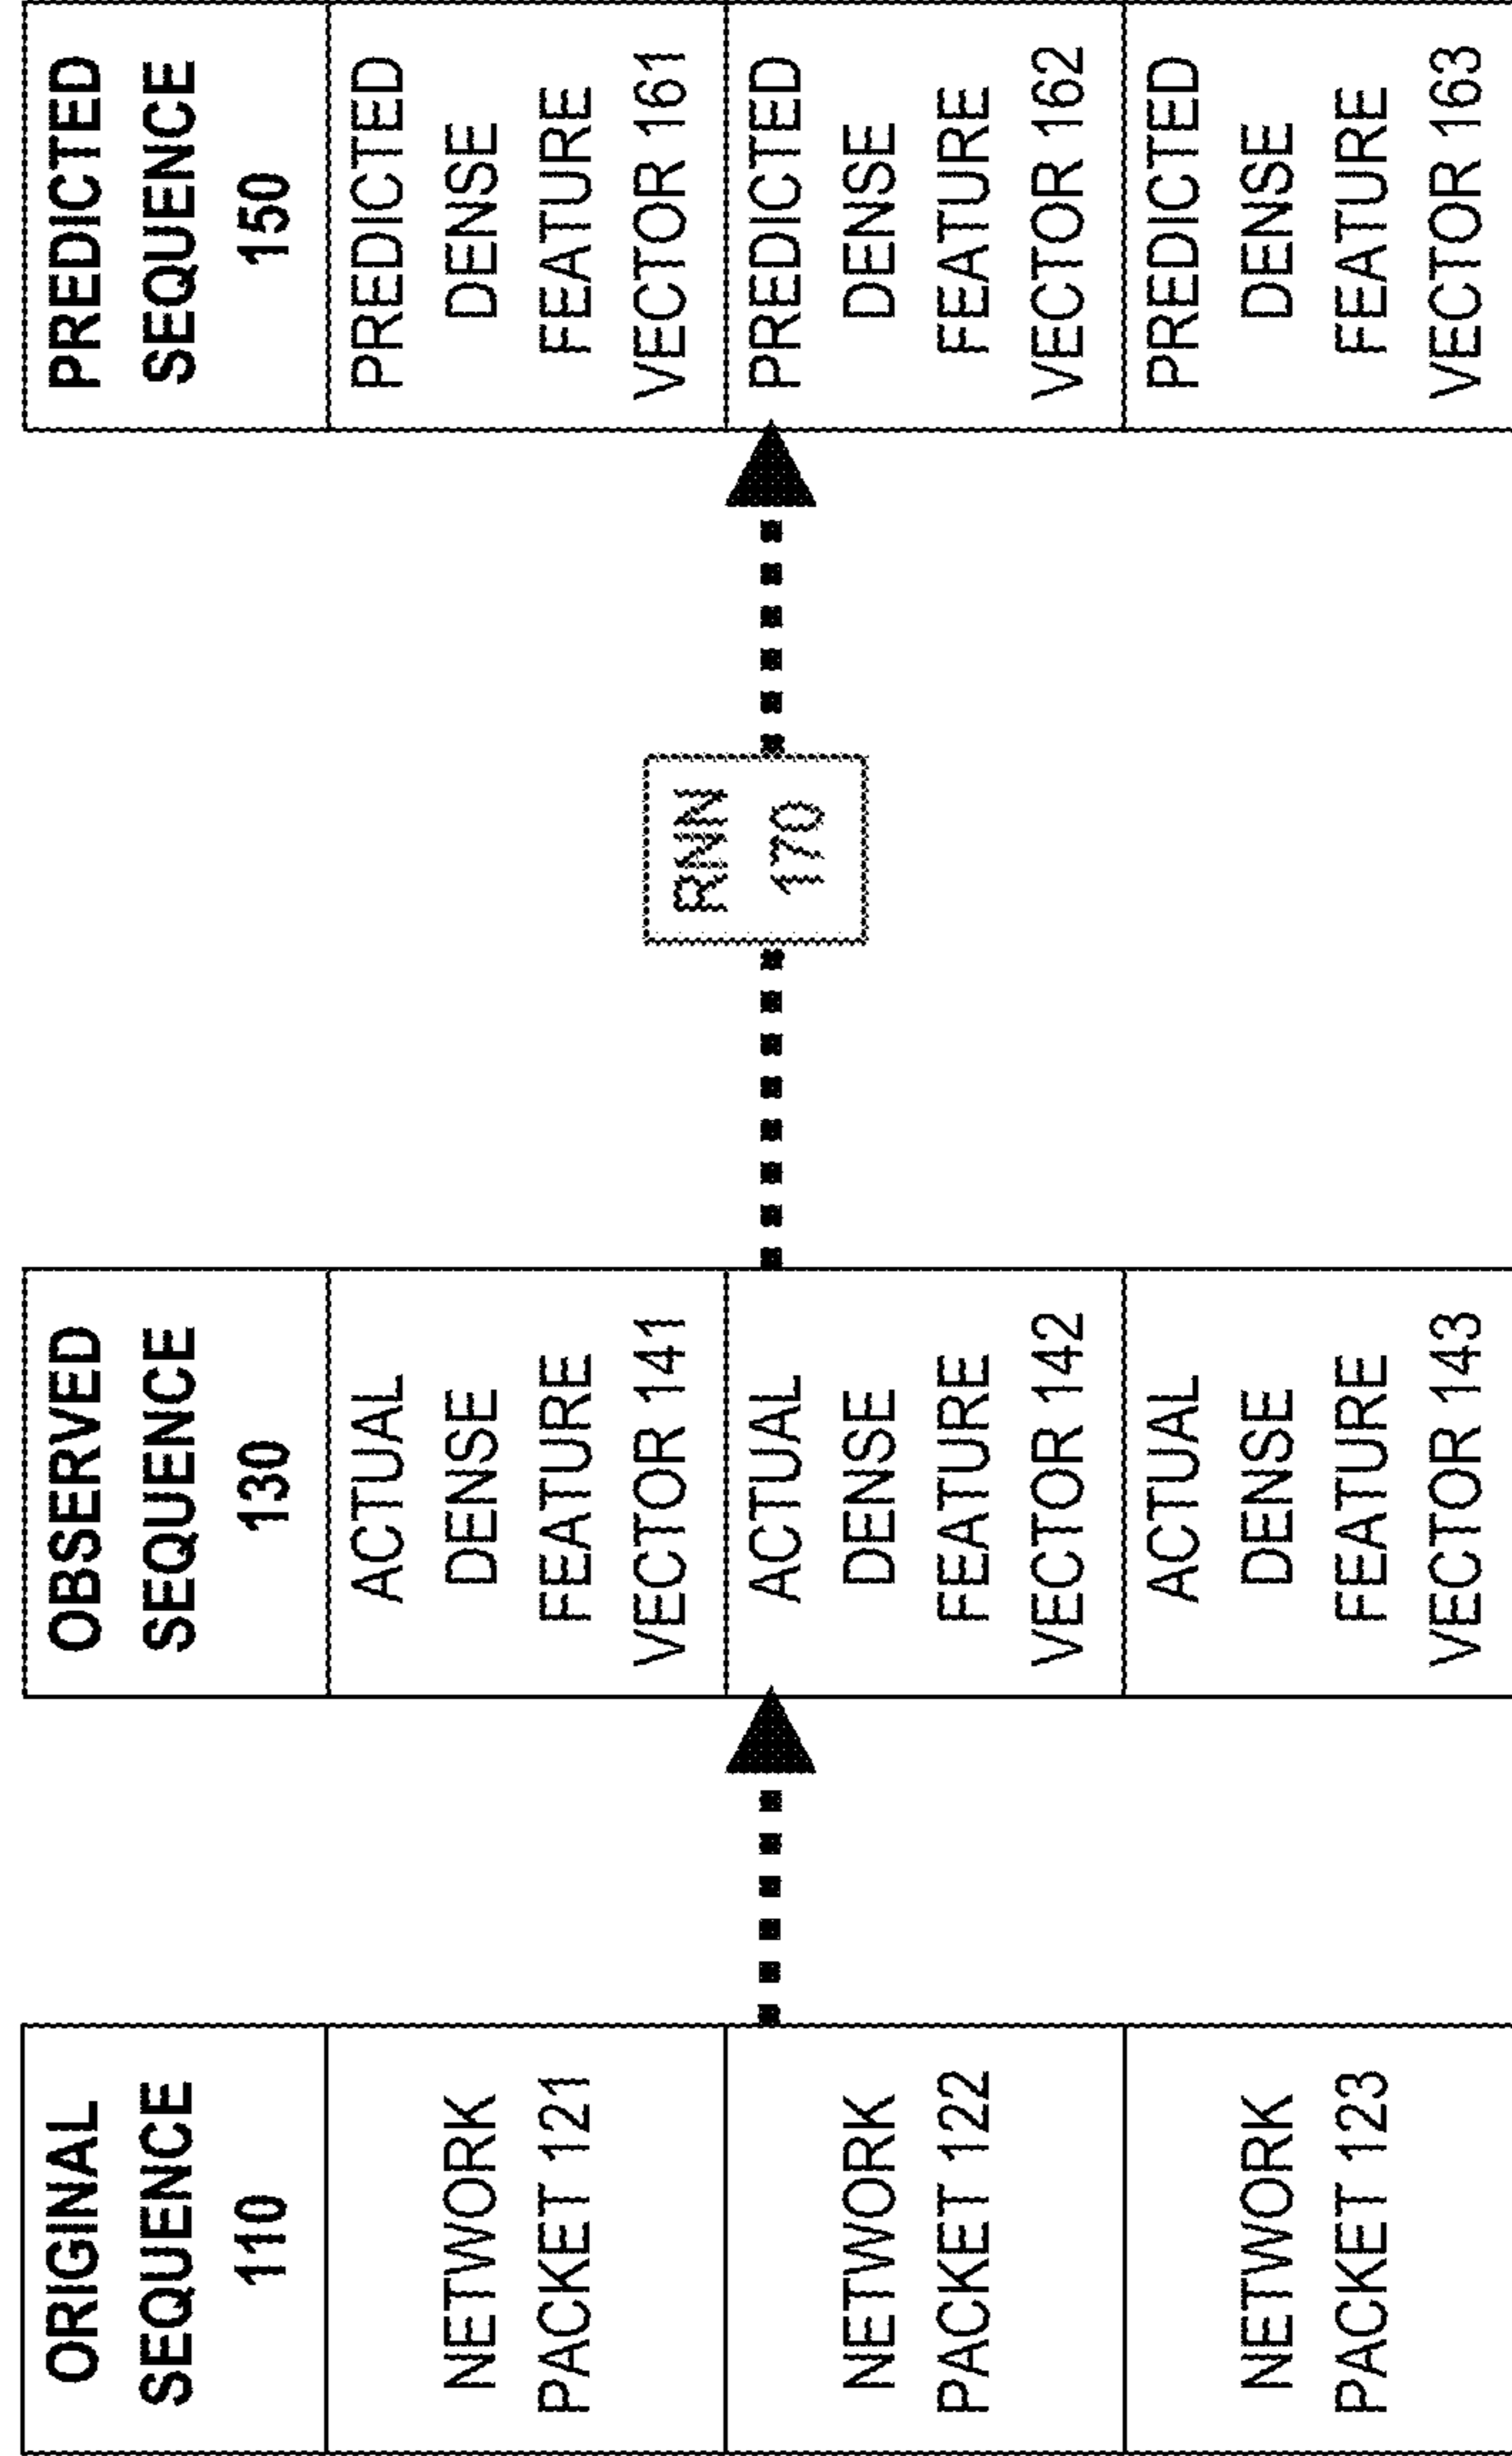 ORIGINAL
SEQUENCE
110
NETWORK
PACKET 121
NETWORK
PACKET 122
NETWORK
PACKET 123
OBSERVED
SEQUENCE
130
ACTUAL
DENSE
FEATURE
VECTOR 141
ACTUAL
DENSE
FEATURE
VECTOR 142
ACTUAL
DENSE
FEATURE
VECTOR 143
RNN
170
PREDICTED
SEQUENCE
150
PREDICTED
DENSE
FEATURE
VECTOR 161
PREDICTED
DENSE
FEATURE
VECTOR 162
PREDICTED
DENSE
FEATURE
VECTOR 163